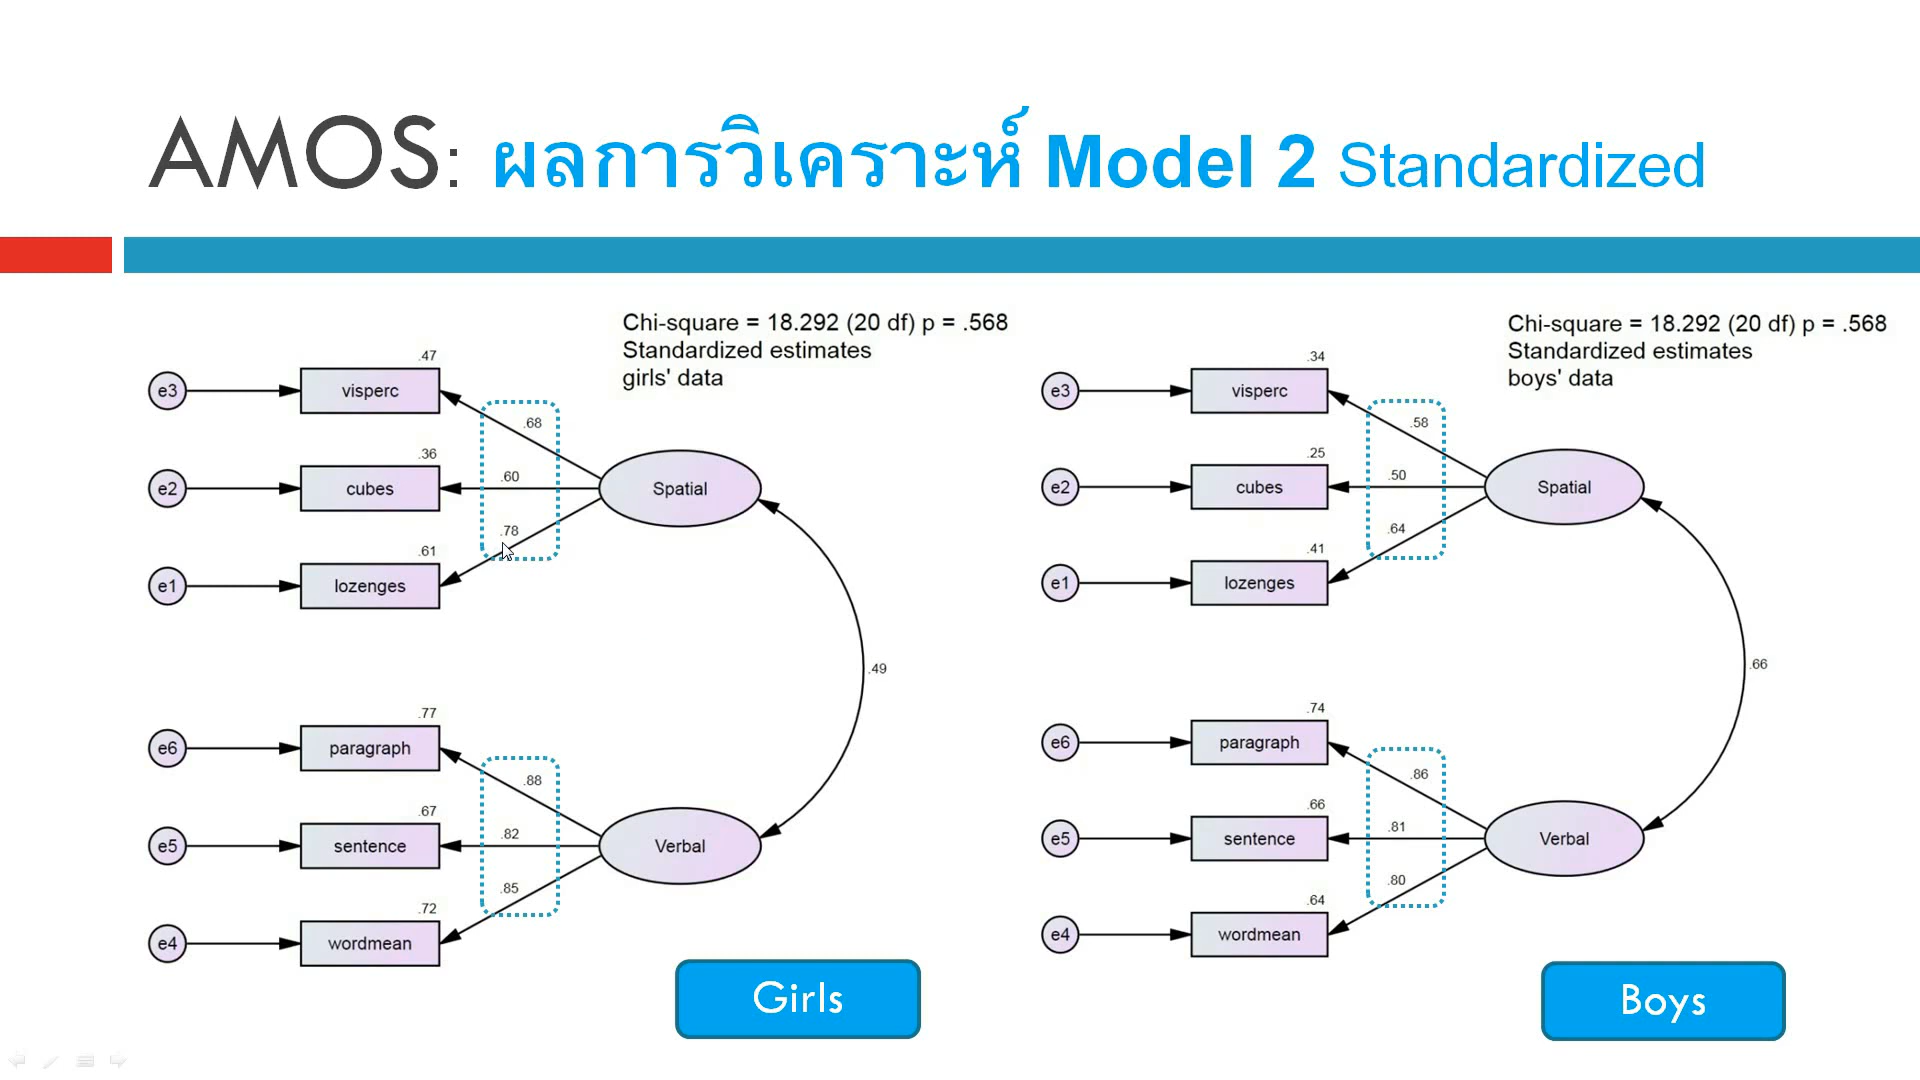 AMOS: ผลการวิเคราะห์ Model 2 Standardized
Chi-square = 18.292 (20 df) p = .568
Standardized estimates
girls' data
.47
e3
visperc
.68
.36
e2
cubes
.60
Spatial
.78
.61
e1
lozenges
.49
.77
e6
paragraph
.88
.67
e5
sentence
.82
Verbal
.85
.72
e4
wordmean
Girls
Chi-square = 18.292 (20 df) p = .568
Standardized estimates
boys' data
.34
e3
visperc
.58
.25
e2
cubes
.50
Spatial
.64
.41
e1
lozenges
.66
.74
e6
paragraph
.86
.66
e5
sentence
.81
Verbal
.80
.64
e4
wordmean
Boys